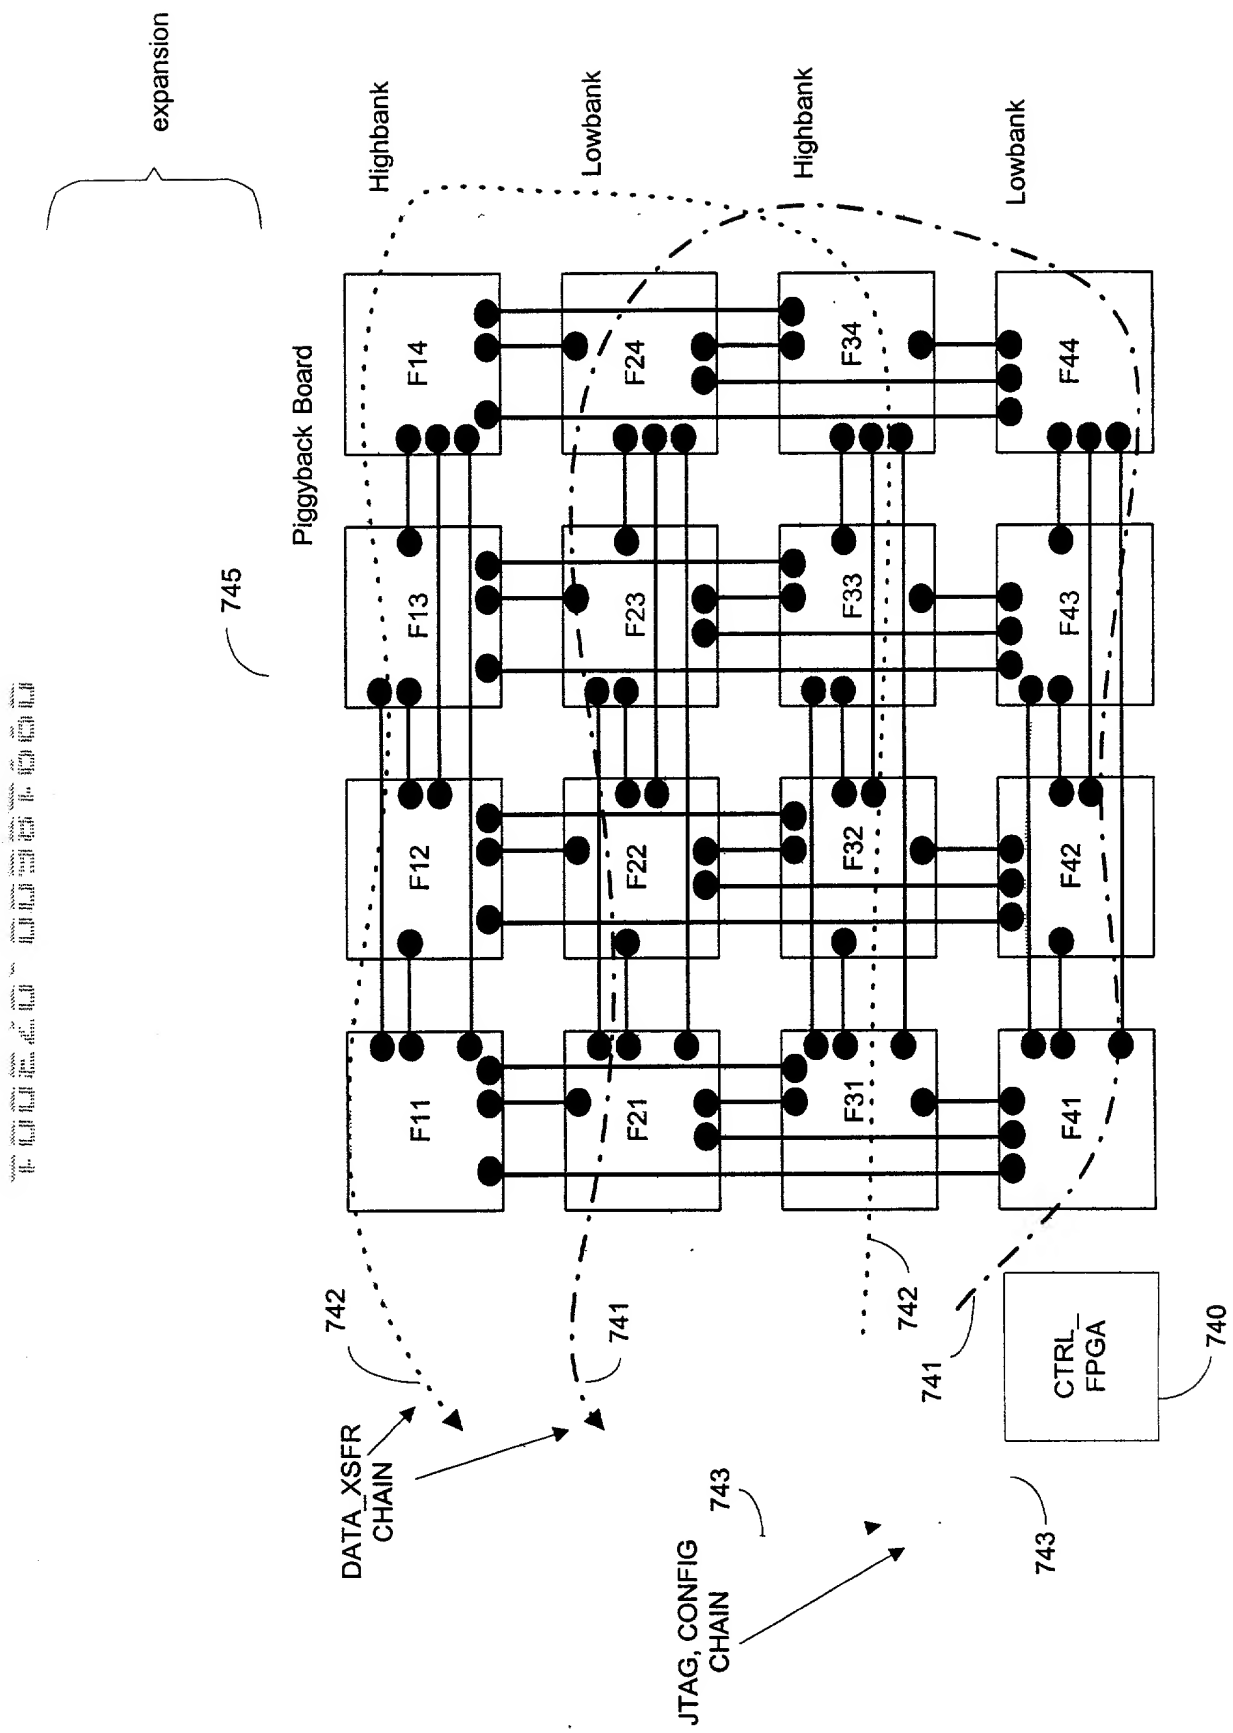 expansion
745
Piggyback Board
742
DATA_XSFR
CHAIN
Highbank
F11
F12
F13
F14
Lowbank
741
F21
F22
F23
F24
JTAG, CONFIG
CHAIN
743
Highbank
F31
F32
F33
F34
742
741
Lowbank
743
CTRL_
FPGA
F41
F42
F43
F44
740